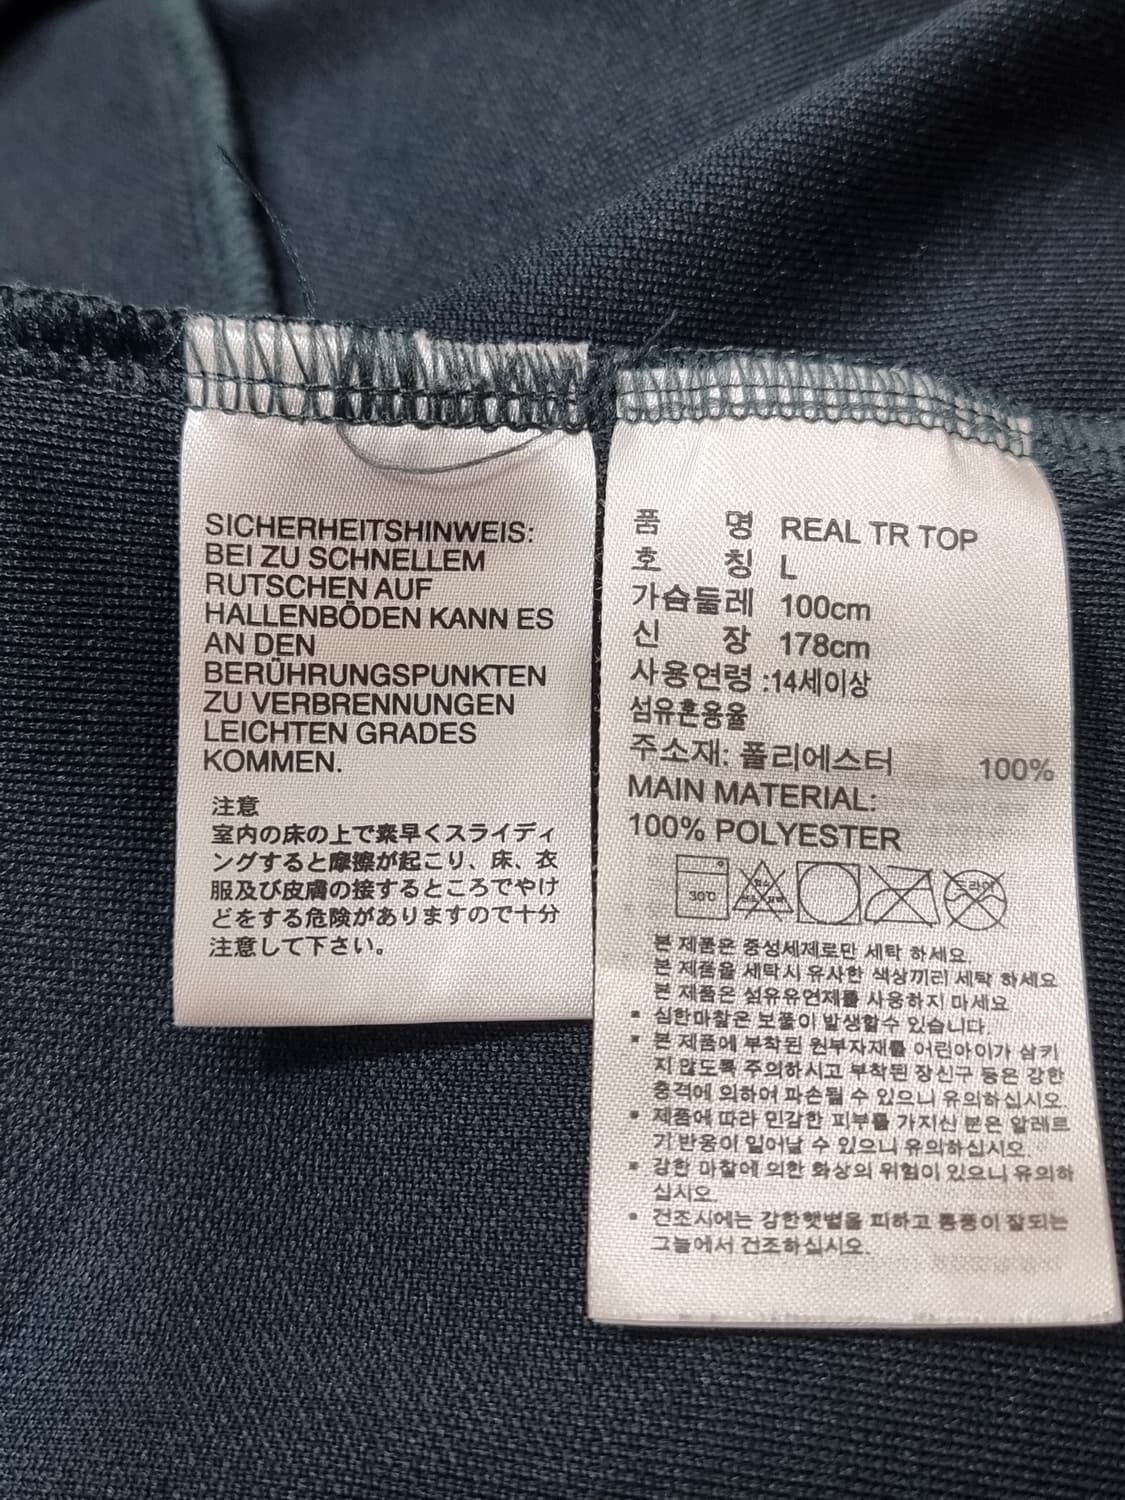 SICHERHEITSHINWEIS:
BEI ZU SCHNELLEM
RUTSCHEN AUF
HALLENBÖDEN KANN ES
AN DEN
BERÜHRUNGSPUNKTEN
ZU VERBRENNUNGEN
LEICHTEN GRADES
KOMMEN.
注意
室内の床の上で素早くスライディ
ングすると摩擦が起こり、床、衣
服及び皮膚の接するところでやけ
どをする危険がありますので十分
注意して下さい。
품 명 REAL TR TOP
호 칭 L
가슴둘레 100cm
신 장 178cm
사용연령 :14세이상
섬유혼용율
주소재: 폴리에스터 100%
MAIN MATERIAL:
100% POLYESTER
30℃ 드라이
본 제품은 중성세제로만 세탁 하세요.
본 제품을 세탁시 유사한 색상끼리 세탁 하세요
본 제품은 섬유유연제를 사용하지 마세요
▪ 심한마찰은 보풀이 발생할수 있습니다.
▪ 본 제품에 부착된 원부자재를 어린아이가 삼키
지 않도록 주의하시고 부착된 장신구 등은 강한
충격에 의하여 파손될 수 있으니 유의하십시오.
▪ 제품에 따라 민감한 피부를 가지신 분은 알레르
기 반응이 일어날 수 있으니 유의하십시오.
▪ 강한 마찰에 의한 화상의 위험이 있으니 유의하
십시오.
▪ 건조시에는 강한햇볕을 피하고 통풍이 잘되는
그늘에서 건조하십시오.